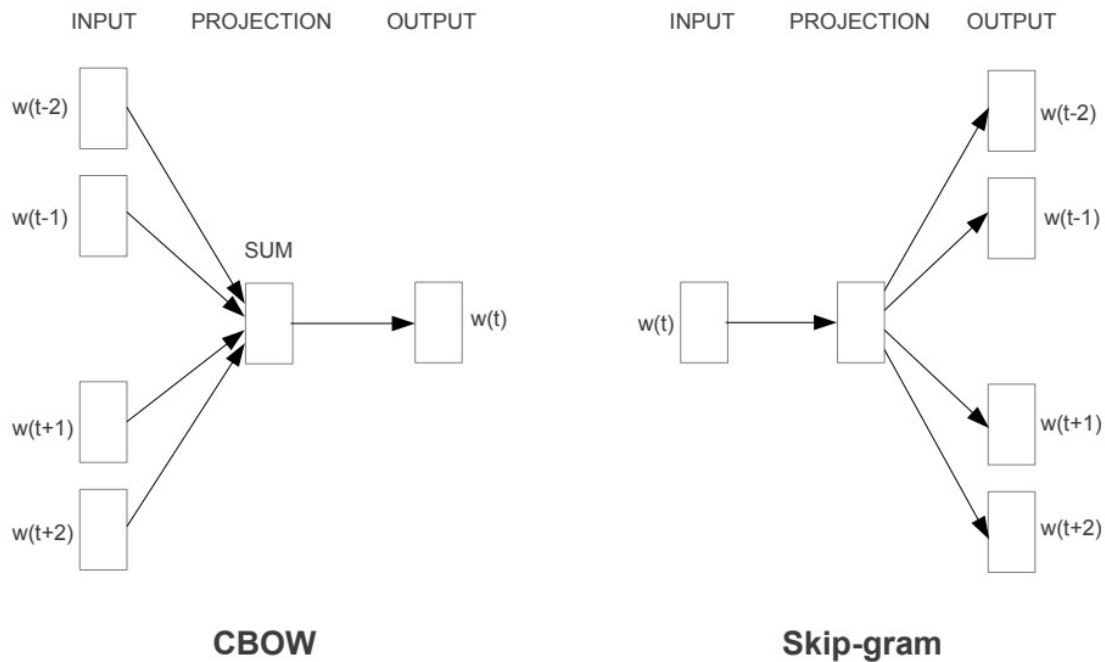 INPUT PROJECTION OUTPUT
w(t-2)
w(t-1)
SUM
w(t)
w(t+1)
w(t+2)
CBOW
INPUT PROJECTION OUTPUT
w(t-2)
w(t-1)
w(t)
w(t+1)
w(t+2)
Skip-gram